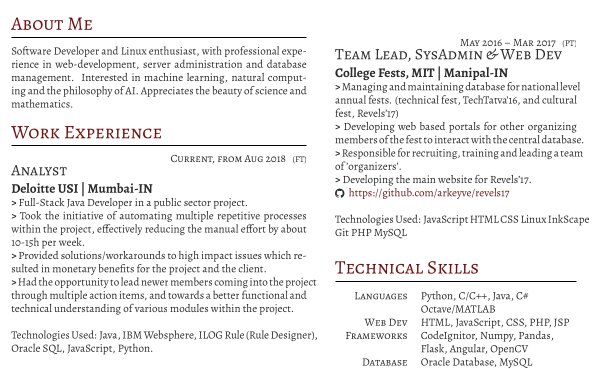 About Me
Software Developer and Linux enthusiast, with professional expe-
rience in web-development, server administration and database
management. Interested in machine learning, natural comput-
ing and the philosophy of AI. Appreciates the beauty of science and
mathematics.
Work Experience
Current, from Aug 2018 (FT)
Analyst
Deloitte USI | Mumbai-IN
> Full-Stack Java Developer in a public sector project.
> Took the initiative of automating multiple repetitive processes
within the project, effectively reducing the manual effort by about
10-15h per week.
> Provided solutions/workarounds to high impact issues which re-
sulted in monetary benefits for the project and the client.
> Had the opportunity to lead newer members coming into the project
through multiple action items, and towards a better functional and
technical understanding of various modules within the project.
Technologies Used: Java, IBM Websphere, ILOG Rule (Rule Designer),
Oracle SQL, JavaScript, Python.
May 2016 – Mar 2017 (PT)
Team Lead, SysAdmin & Web Dev
College Fests, MIT | Manipal-IN
> Managing and maintaining database for national level
annual fests. (technical fest, TechTatva'16, and cultural
fest, Revels'17)
> Developing web based portals for other organizing
members of the fest to interact with the central database.
> Responsible for recruiting, training and leading a team
of 'organizers'.
> Developing the main website for Revels'17.
https://github.com/arkeyve/revels17
Technologies Used: JavaScript HTML CSS Linux InkScape
Git PHP MySQL
Technical Skills
Languages Python, C/C++, Java, C#
Octave/MATLAB
Web Dev HTML, JavaScript, CSS, PHP, JSP
Frameworks CodeIgnitor, Numpy, Pandas,
Flask, Angular, OpenCV
Database Oracle Database, MySQL